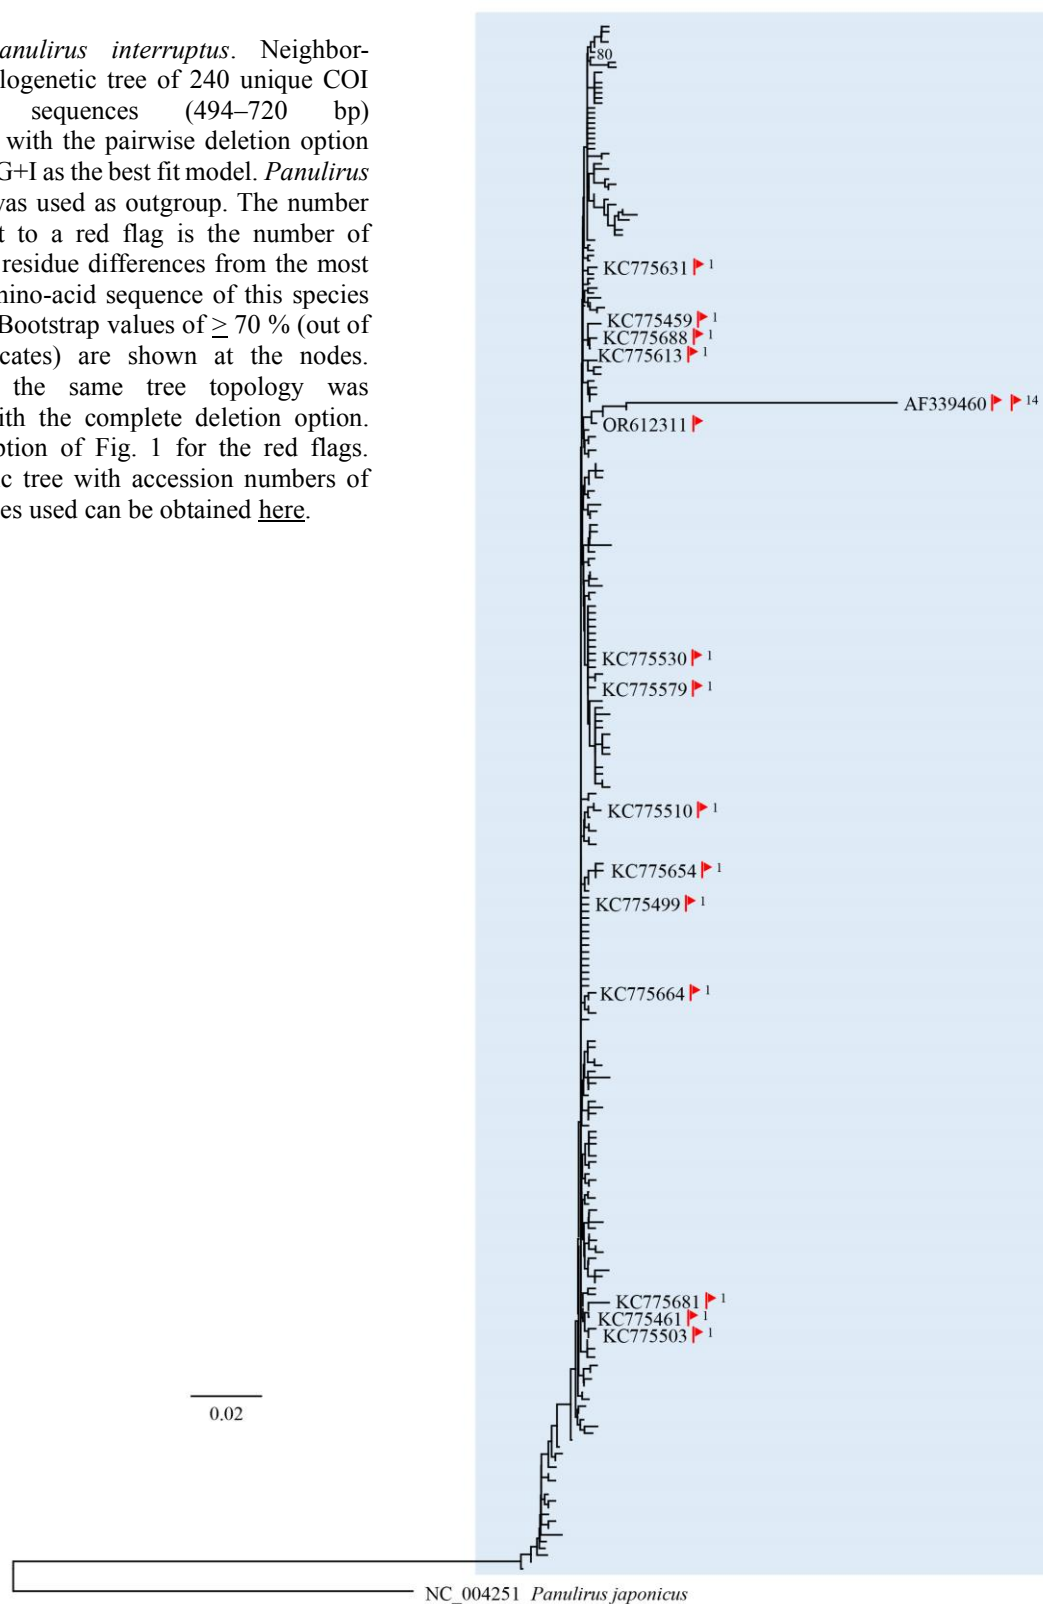 anulirus interruptus. Neighbor-
logenetic tree of 240 unique COI
sequences (494–720 bp)
with the pairwise deletion option
G+I as the best fit model. Panulirus
was used as outgroup. The number
t to a red flag is the number of
residue differences from the most
nino-acid sequence of this species
Bootstrap values of ≥ 70 % (out of
cates) are shown at the nodes.
the same tree topology was
ith the complete deletion option.
ption of Fig. 1 for the red flags.
c tree with accession numbers of
es used can be obtained here.
80
KC775631 1
KC775459 1
KC775688 1
KC775613 1
AF339460 14
OR612311
KC775530 1
KC775579 1
KC775510 1
KC775654 1
KC775499 1
KC775664 1
KC775681 1
KC775461 1
KC775503 1
0.02
NC_004251 Panulirus japonicus